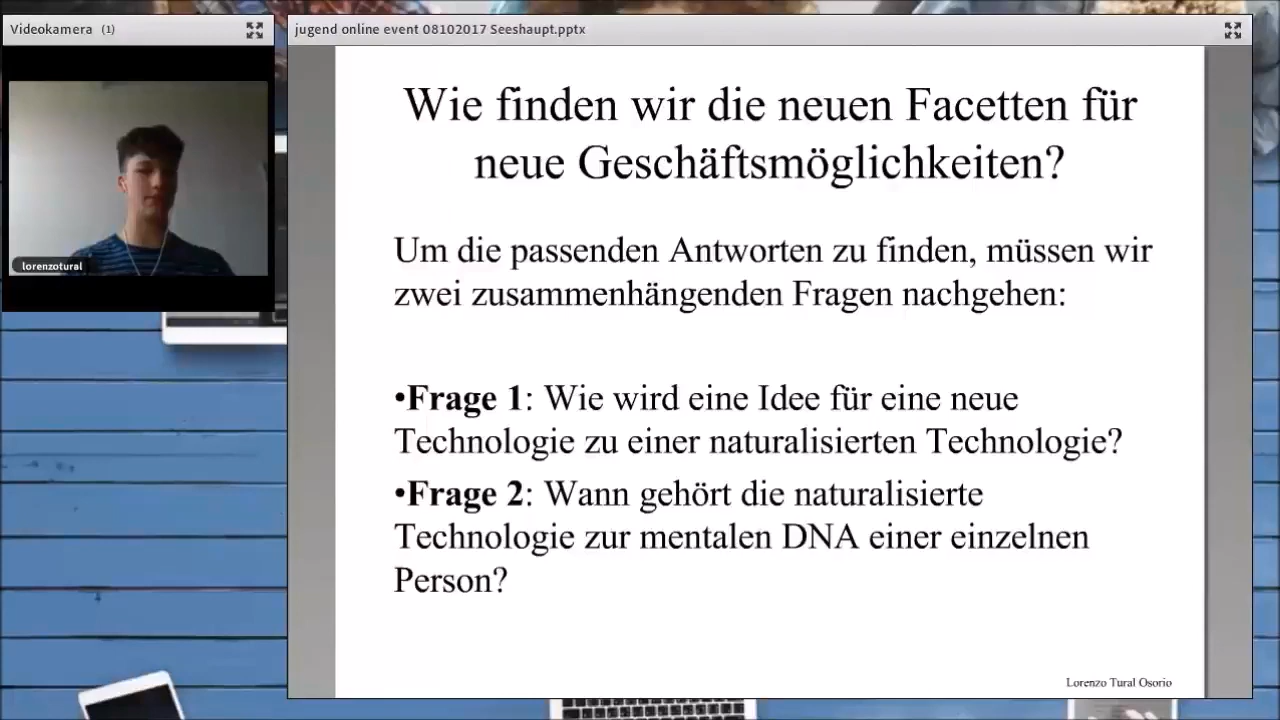 Videokamera (1)
jugend online event 08102017 Seeshaupt.pptx
lorenzotural
Wie finden wir die neuen Facetten für
neue Geschäftsmöglichkeiten?
Um die passenden Antworten zu finden, müssen wir
zwei zusammenhängenden Fragen nachgehen:
•Frage 1: Wie wird eine Idee für eine neue
Technologie zu einer naturalisierten Technologie?
•Frage 2: Wann gehört die naturalisierte
Technologie zur mentalen DNA einer einzelnen
Person?
Lorenzo Tural Osorio